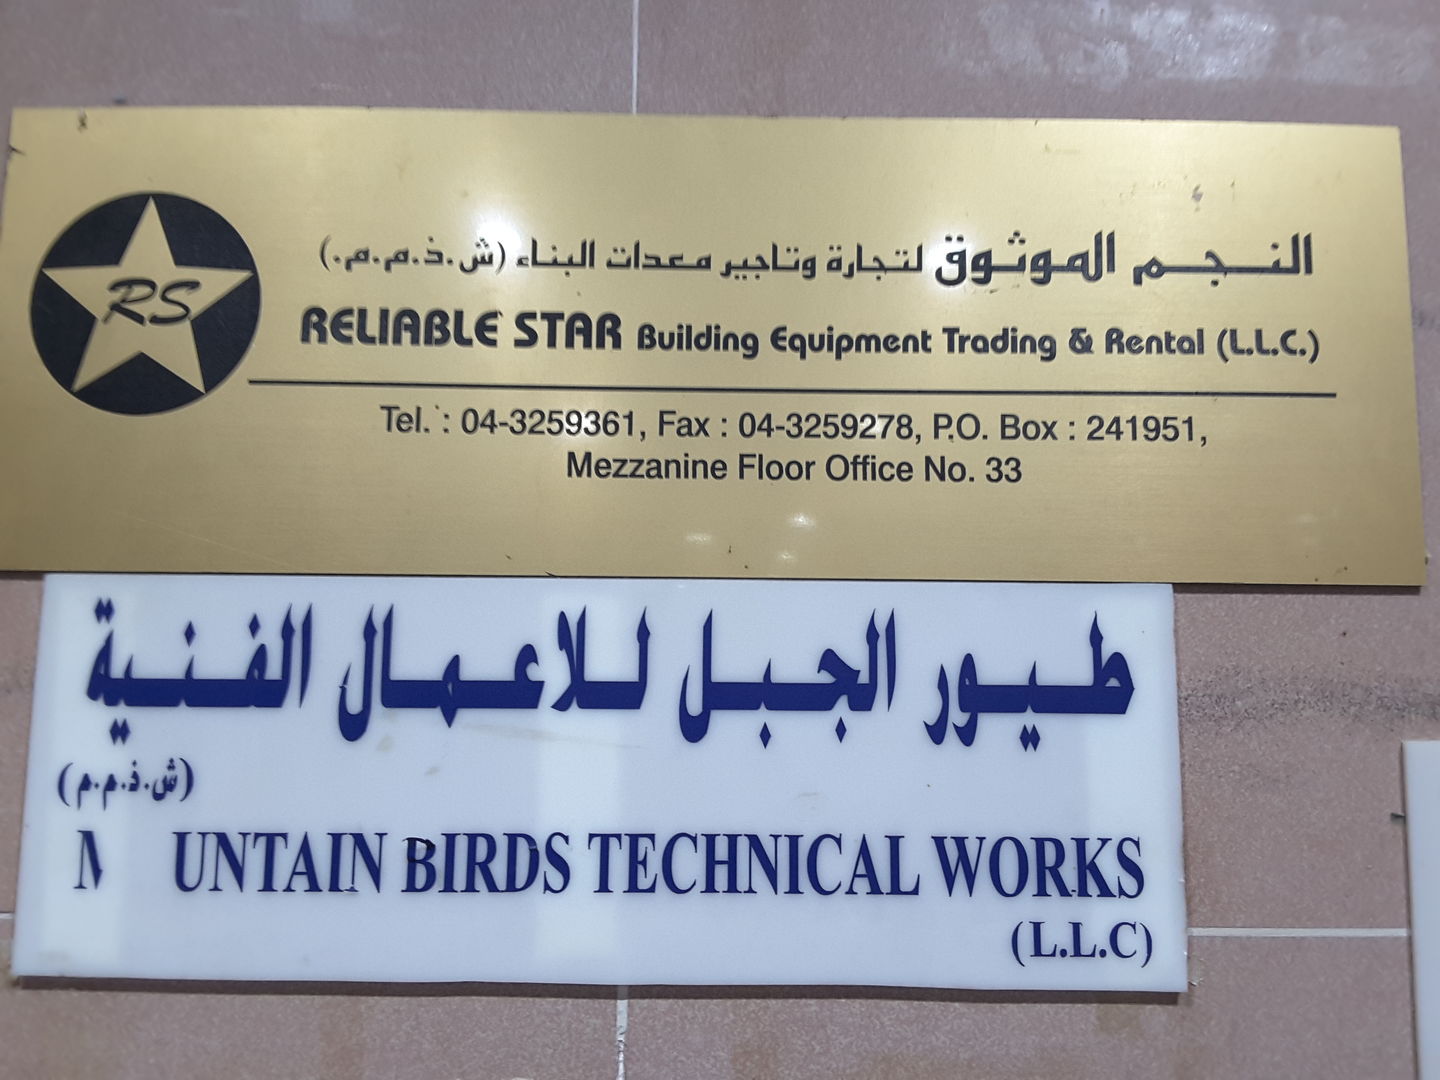 النجم الموثوق لتجارة وتاجير معدات البناء (ش.ذ.م.م.)
RS
RELIABLE STAR Building Equipment Trading & Rental (L.L.C.)
Tel. : 04-3259361, Fax : 04-3259278, P.O. Box : 241951,
Mezzanine Floor Office No. 33
طيور الجبل للاعمال الفنية
(ش.ذ.م.م)
M UNTAIN BIRDS TECHNICAL WORKS
(L.L.C)